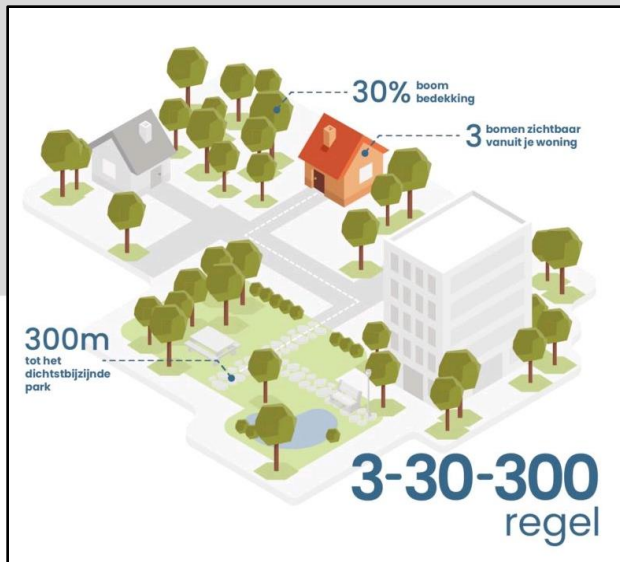 30% boom
bedekking
3 bomen zichtbaar
vanuit je woning
300m
tot het
dichtstbijzijnde
park
3-30-300
regel